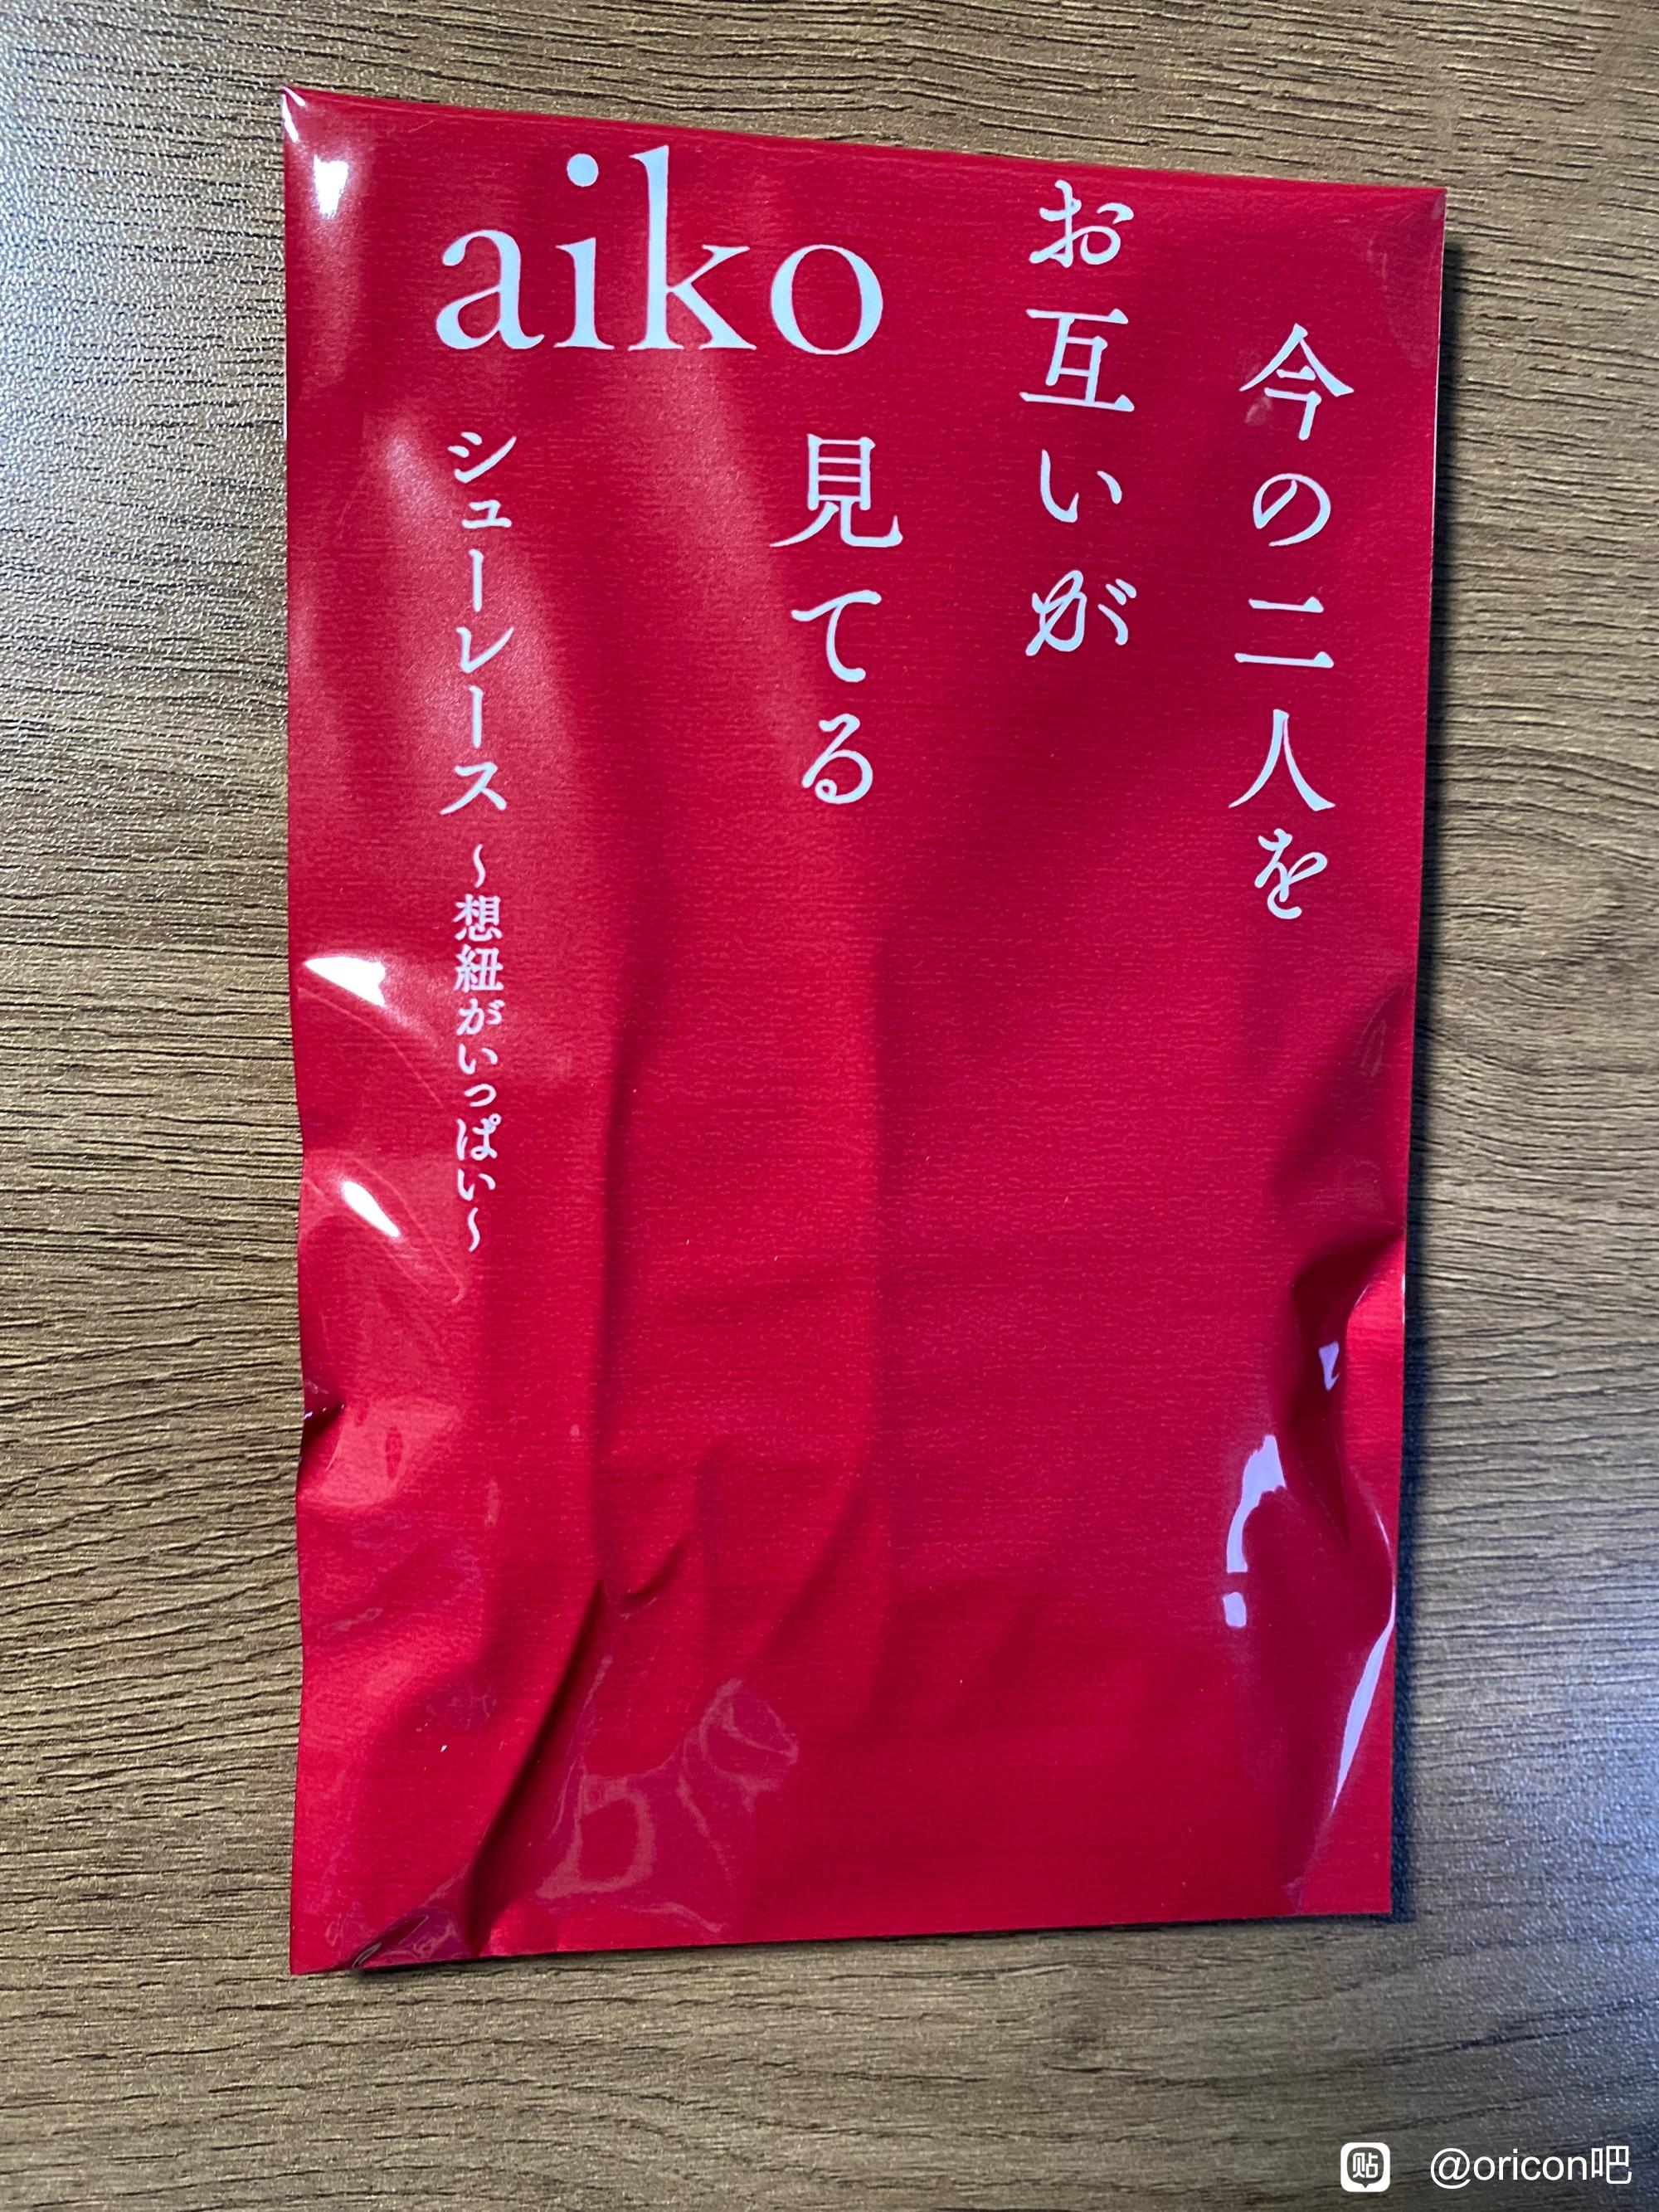 今の二人を
お互いが
見てる
aiko
シューレース ～想紐がいっぱい～
贴 @oricon吧